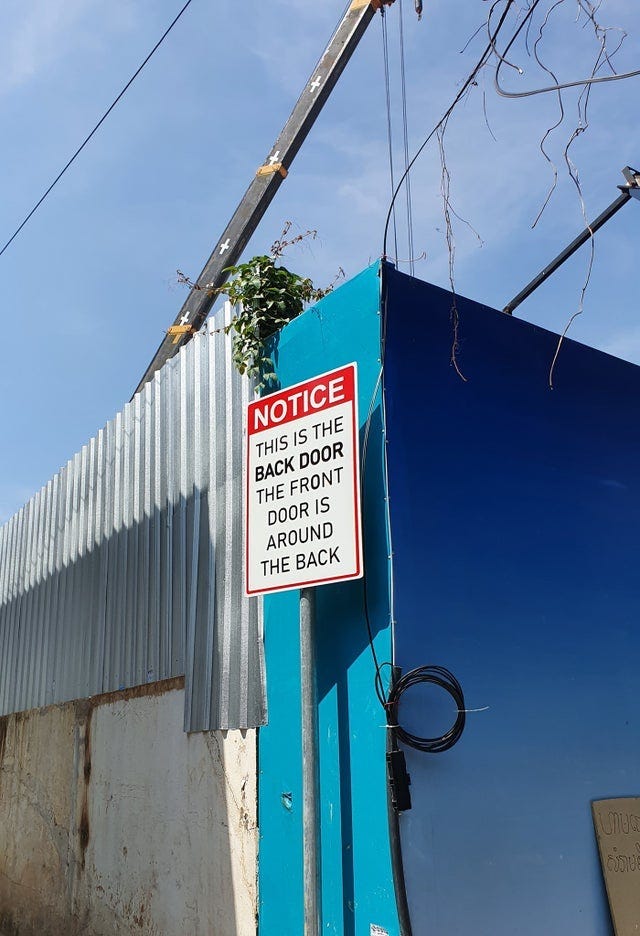 NOTICE
THIS IS THE
BACK DOOR
THE FRONT
DOOR IS
AROUND
THE BACK